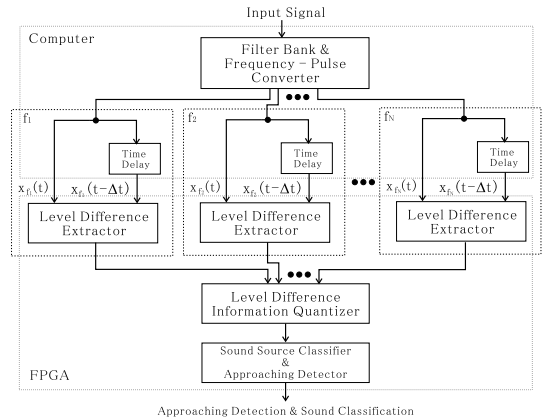 Input Signal
Computer
Filter Bank &
Frequency - Pulse
Converter
f1
f2
fN
Time
Delay
Time
Delay
Time
Delay
xf1(t)
xf1(t-Δt)
xf2(t)
xf2(t-Δt)
xfN(t)
xfN(t-Δt)
Level Difference
Extractor
Level Difference
Extractor
Level Difference
Extractor
Level Difference
Information Quantizer
Sound Source Classifier
&
Approaching Detector
FPGA
Approaching Detection & Sound Classification